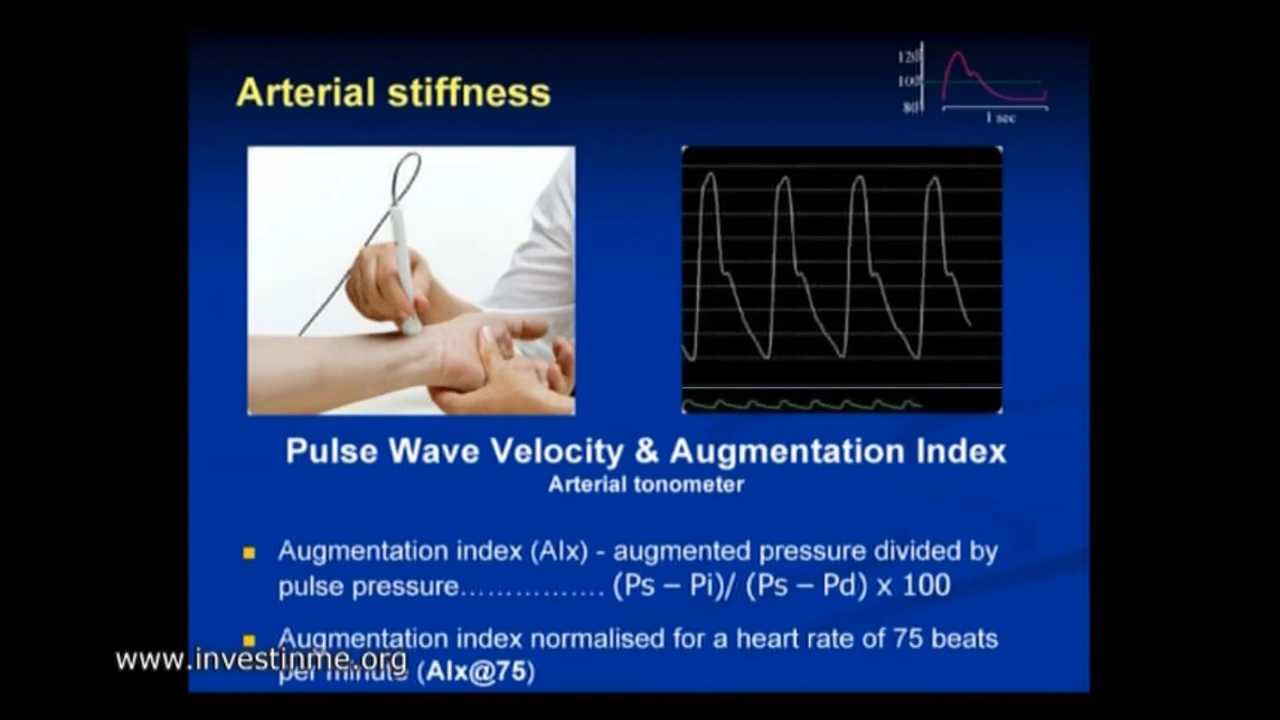 Arterial stiffness
120
100
80
1 sec
Pulse Wave Velocity & Augmentation Index
Arterial tonometer
Augmentation index (AIx) - augmented pressure divided by
pulse pressure................ (Ps – Pi)/ (Ps – Pd) x 100
Augmentation index normalised for a heart rate of 75 beats
per minute (AIx@75)
www.investinme.org